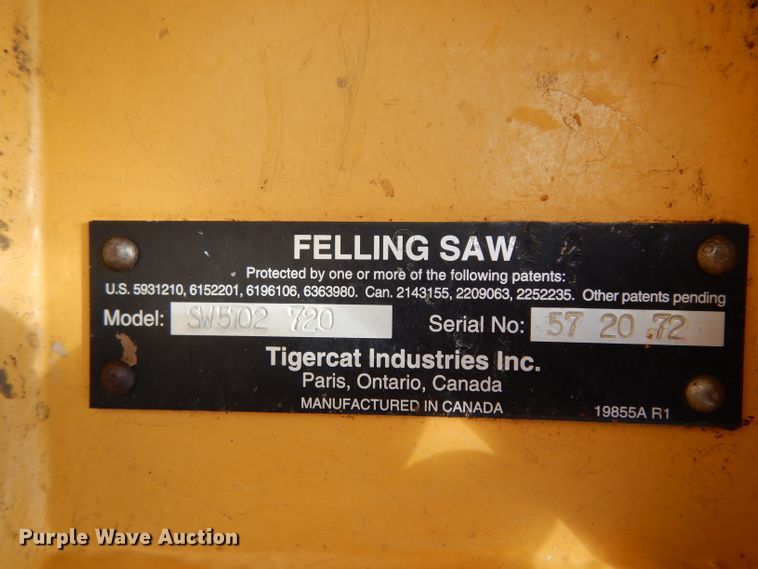 FELLING SAW
Protected by one or more of the following patents:
U.S. 5931210, 6152201, 6196106, 6363980. Can. 2143155, 2209063, 2252235. Other patents pending
Model: SW5702 720 Serial No: 57 20 72
Tigercat Industries Inc.
Paris, Ontario, Canada
MANUFACTURED IN CANADA 19855A R1
Purple Wave Auction